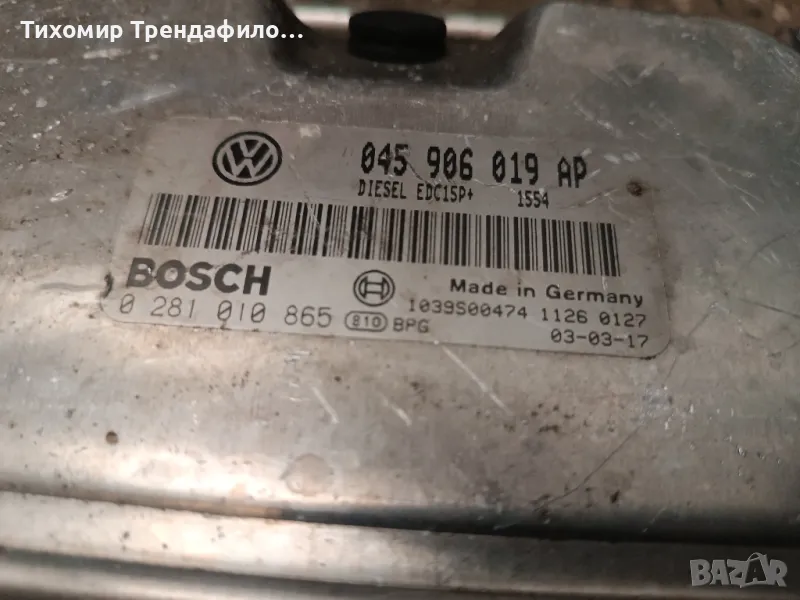 Тихомир Трендафило...
045 906 019 AP
DIESEL EDC15P+ 1554
BOSCH
Made in Germany
0 281 010 865 810 BPG
1039S00474 1126 0127
03-03-17
BAZAR